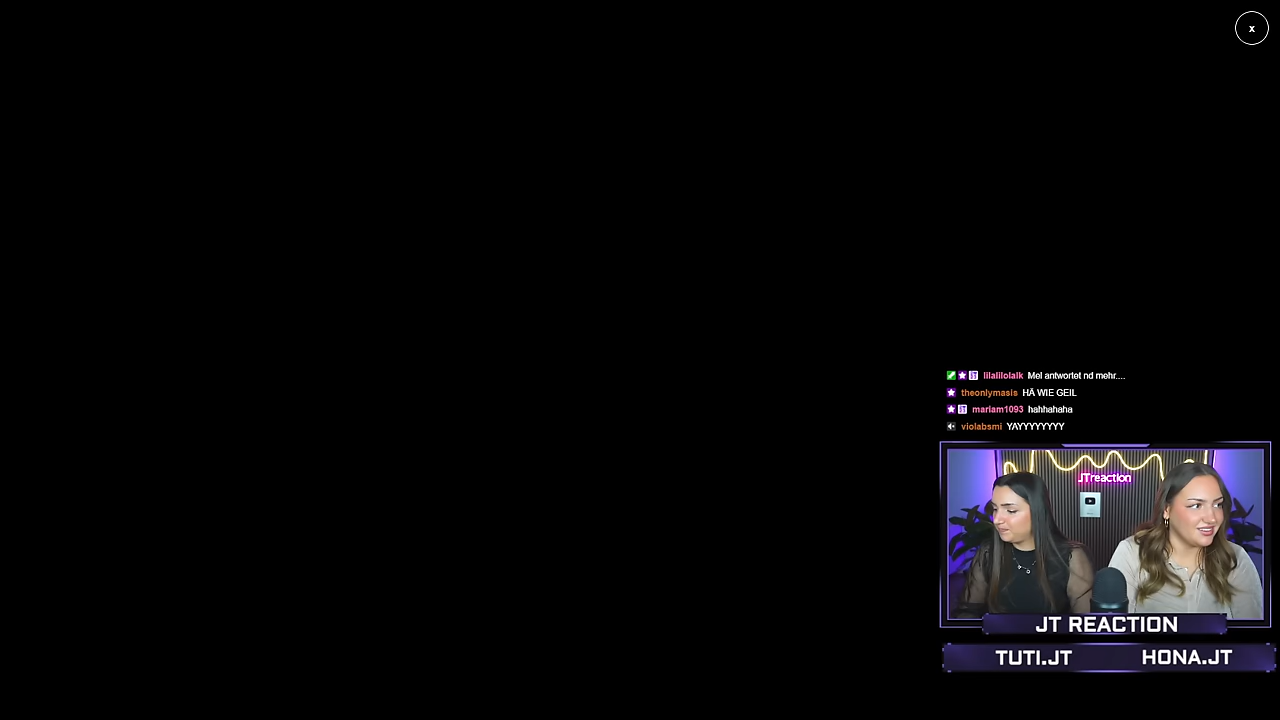 x
lilalilolalk Mel antwortet nd mehr....
theonlymasis HÄ WIE GEIL
mariam1093 hahhahaha
violabsmi YAYYYYYYYY
JTreaction
JT REACTION
TUTI.JT HONA.JT